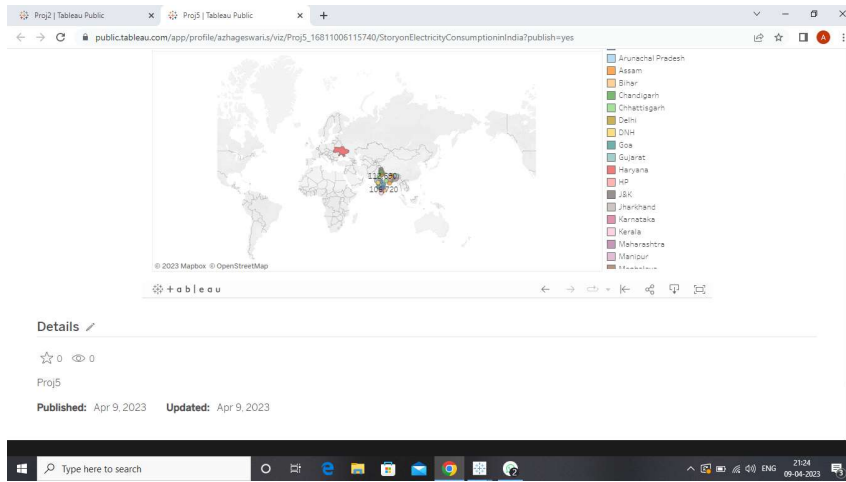 Proj2 | Tableau Public
Proj5 | Tableau Public
public.tableau.com/app/profile/azhageswari.s/viz/Proj5_16811006115740/StoryonElectricityConsumptioninIndia?publish=yes
A
Arunachal Pradesh
Assam
Bihar
Chandigarh
Chhattisgarh
Delhi
DNH
Goa
Gujarat
Haryana
HP
J&K
Jharkhand
Karnataka
Kerala
Maharashtra
Manipur
© 2023 Mapbox © OpenStreetMap
+ a b | e a u
Details
0 0
Proj5
Published: Apr 9, 2023 Updated: Apr 9, 2023
Type here to search
ENG
21:24
09-04-2023